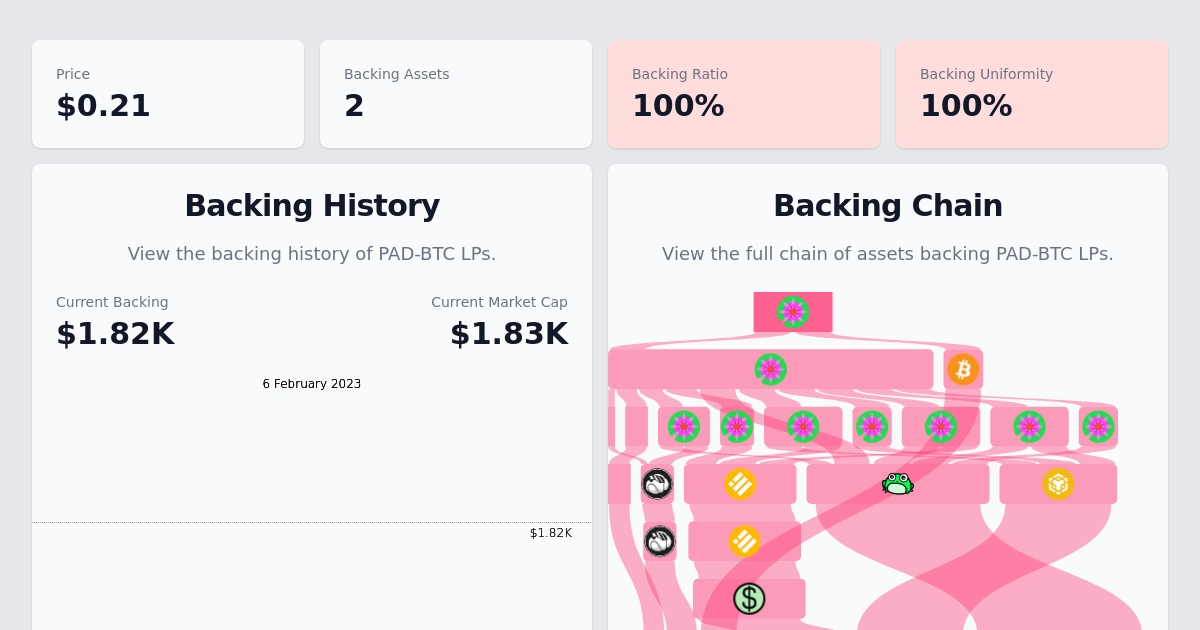 Price
$0.21
Backing Assets
2
Backing Ratio
100%
Backing Uniformity
100%
Backing History
View the backing history of PAD-BTC LPs.
Current Backing
$1.82K
Current Market Cap
$1.83K
6 February 2023
$1.82K
Backing Chain
View the full chain of assets backing PAD-BTC LPs.